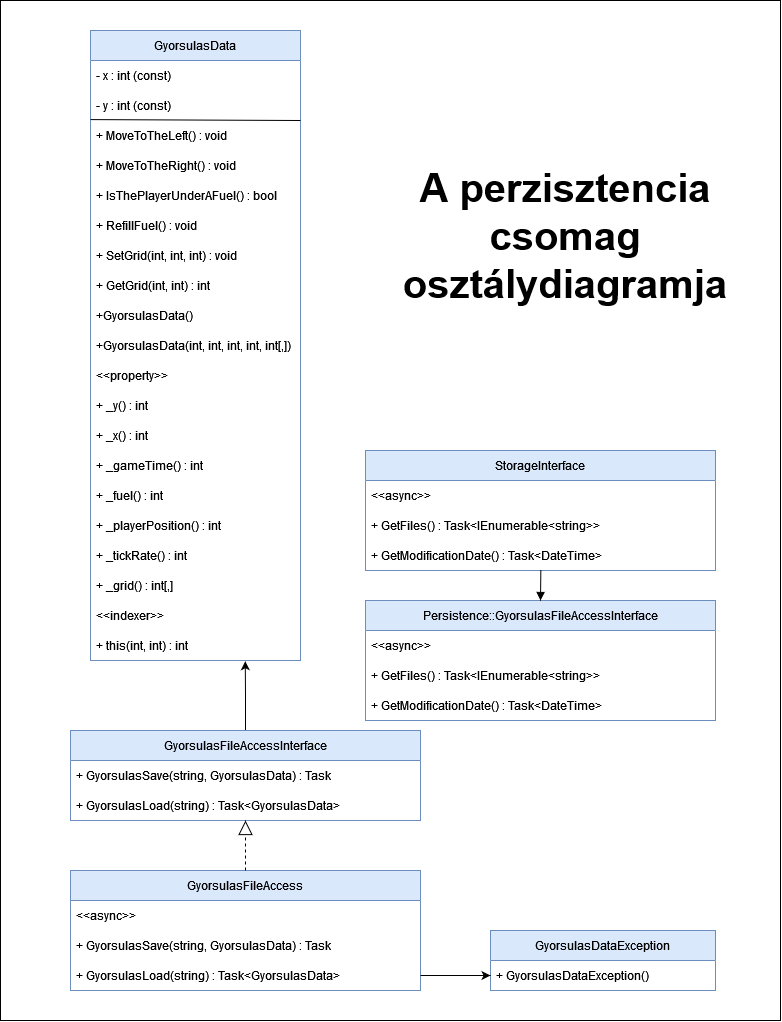 GyorsulasData
- x : int (const)
- y : int (const)
+ MoveToTheLeft() : void
+ MoveToTheRight() : void
+ IsThePlayerUnderAFuel() : bool
+ RefillFuel() : void
+ SetGrid(int, int, int) : void
+ GetGrid(int, int) : int
+GyorsulasData()
+GyorsulasData(int, int, int, int, int[,])
<<property>>
+ _y() : int
+ _x() : int
+ _gameTime() : int
+ _fuel() : int
+ _playerPosition() : int
+ _tickRate() : int
+ _grid() : int[,]
<<indexer>>
+ this(int, int) : int
A perzisztencia
csomag
osztálydiagramja
StorageInterface
<<async>>
+ GetFiles() : Task<IEnumerable<string>>
+ GetModificationDate() : Task<DateTime>
Persistence::GyorsulasFileAccessInterface
<<async>>
+ GetFiles() : Task<IEnumerable<string>>
+ GetModificationDate() : Task<DateTime>
GyorsulasFileAccessInterface
+ GyorsulasSave(string, GyorsulasData) : Task
+ GyorsulasLoad(string) : Task<GyorsulasData>
GyorsulasFileAccess
<<async>>
+ GyorsulasSave(string, GyorsulasData) : Task
+ GyorsulasLoad(string) : Task<GyorsulasData>
GyorsulasDataException
+ GyorsulasDataException()